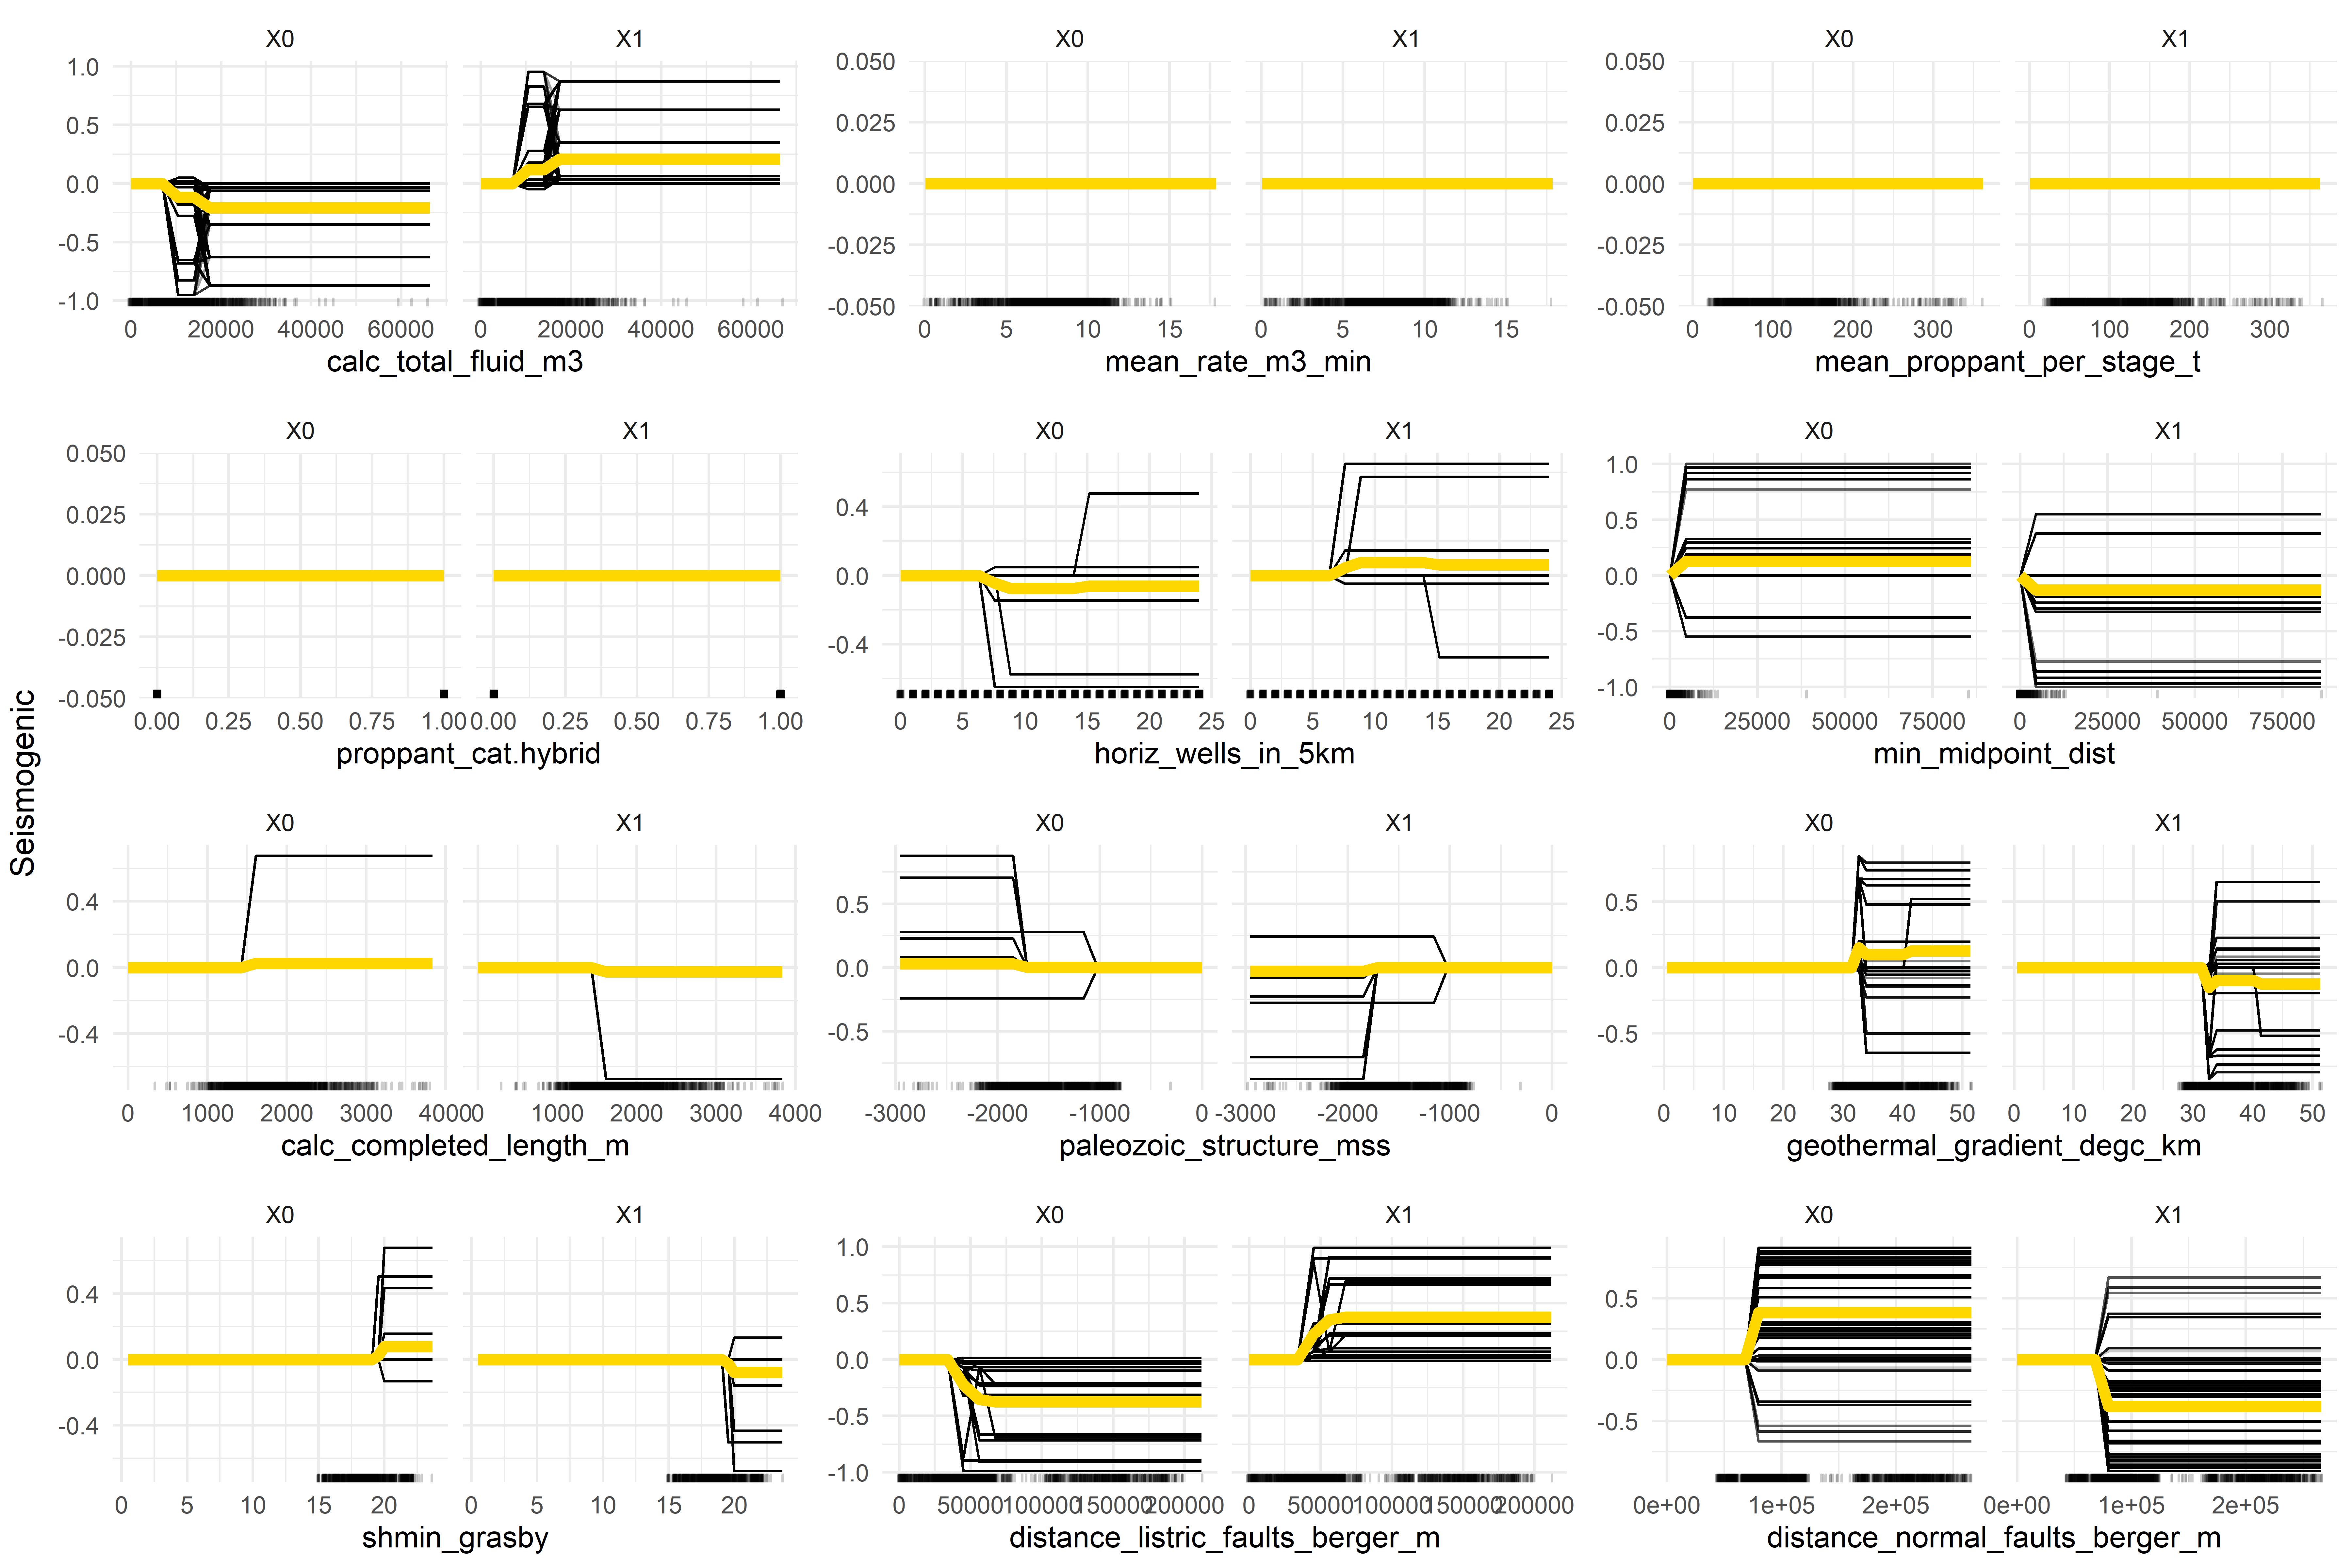 Seismogenic
X0 X1
1.0
0.5
0.0
-0.5
-1.0
0 20000 40000 60000 0 20000 40000 60000
calc_total_fluid_m3
X0 X1
0.050
0.025
0.000
-0.025
-0.050
0 5 10 15 0 5 10 15
mean_rate_m3_min
X0 X1
0.050
0.025
0.000
-0.025
-0.050
0 100 200 300 0 100 200 300
mean_proppant_per_stage_t
X0 X1
0.050
0.025
0.000
-0.025
-0.050
0.00 0.25 0.50 0.75 1.00 0.00 0.25 0.50 0.75 1.00
proppant_cat.hybrid
X0 X1
0.4
0.0
-0.4
0 5 10 15 20 25 0 5 10 15 20 25
horiz_wells_in_5km
X0 X1
1.0
0.5
0.0
-0.5
-1.0
0 25000 50000 75000 0 25000 50000 75000
min_midpoint_dist
X0 X1
0.4
0.0
-0.4
0 1000 2000 3000 4000 0 1000 2000 3000 4000
calc_completed_length_m
X0 X1
0.5
0.0
-0.5
-3000 -2000 -1000 0 -3000 -2000 -1000 0
paleozoic_structure_mss
X0 X1
0.5
0.0
-0.5
0 10 20 30 40 50 0 10 20 30 40 50
geothermal_gradient_degc_km
X0 X1
0.4
0.0
-0.4
0 5 10 15 20 0 5 10 15 20
shmin_grasby
X0 X1
1.0
0.5
0.0
-0.5
-1.0
0 50000 100000 150000 200000 0 50000 100000 150000 200000
distance_listric_faults_berger_m
X0 X1
0.5
0.0
-0.5
0e+00 1e+05 2e+05 0e+00 1e+05 2e+05
distance_normal_faults_berger_m